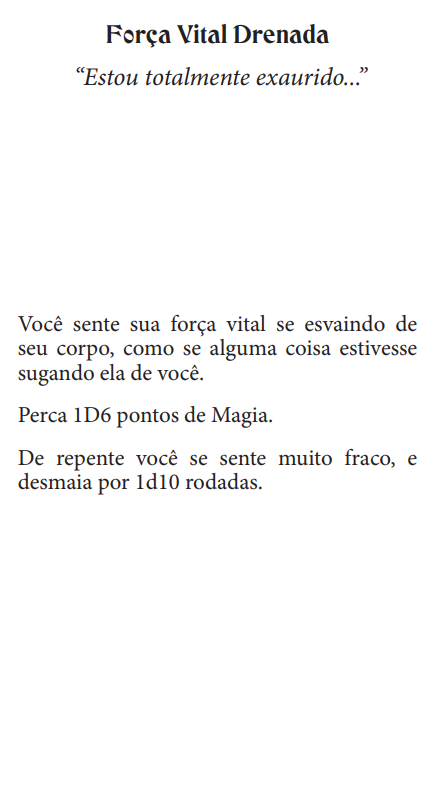 Força Vital Drenada
“Estou totalmente exaurido...”
Você sente sua força vital se esvaindo de
seu corpo, como se alguma coisa estivesse
sugando ela de você.
Perca 1D6 pontos de Magia.
De repente você se sente muito fraco, e
desmaia por 1d10 rodadas.